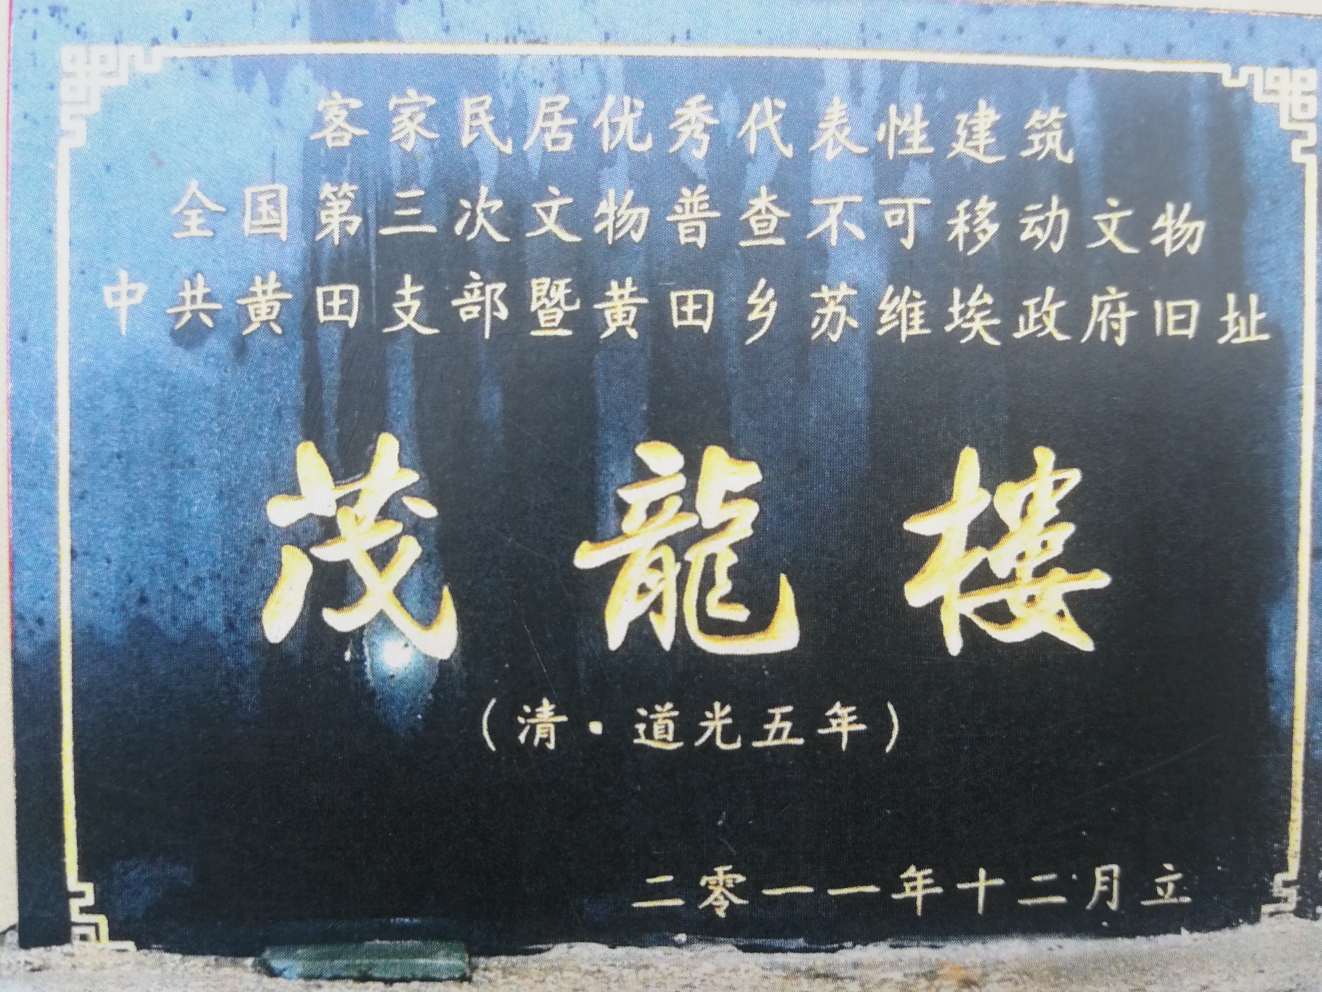 客家民居优秀代表性建筑
全国第三次文物普查不可移动文物
中共黄田支部暨黄田乡苏维埃政府旧址
茂龍樓
（清·道光五年）
二零一一年十二月立